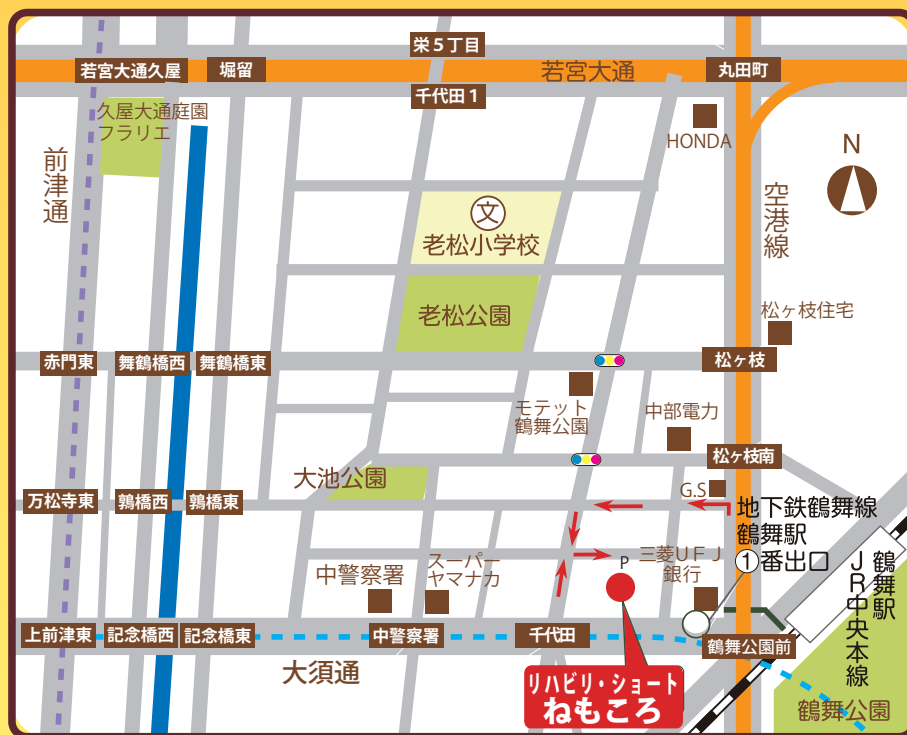 栄5丁目
若宮大通久屋
堀留
若宮大通
丸田町
千代田1
久屋大通庭園
フラリエ
HONDA
N
前津通
文
老松小学校
空港線
老松公園
松ヶ枝住宅
赤門東
舞鶴橋西
舞鶴橋東
松ヶ枝
モテット
鶴舞公園
中部電力
松ヶ枝南
大池公園
G.S
万松寺東
鶉橋西
鶉橋東
地下鉄鶴舞線
鶴舞駅
①番出口
スーパー
ヤマナカ
中警察署
P
三菱UFJ
銀行
鶴舞駅
JR中央本線
上前津東
記念橋西
記念橋東
中警察署
千代田
鶴舞公園前
大須通
リハビリ・ショート
ねもころ
鶴舞公園